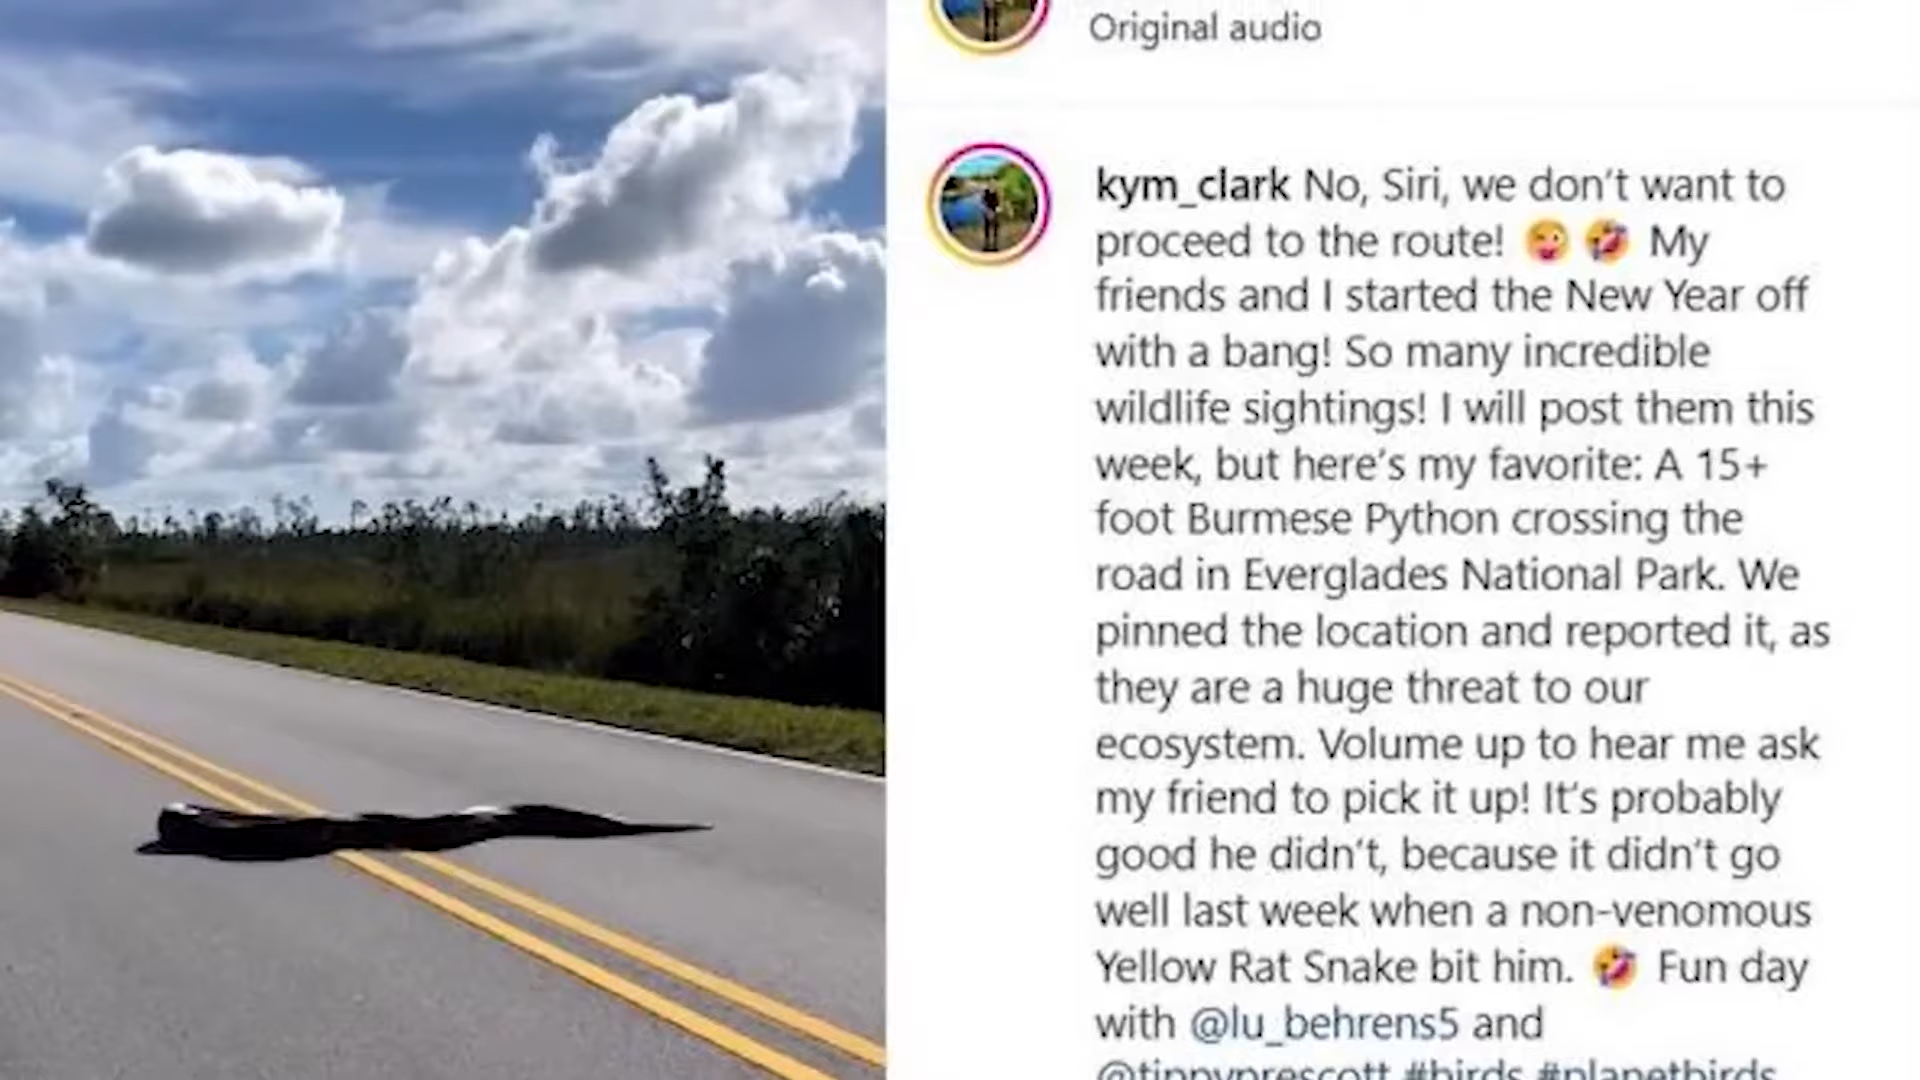 Original audio
kym_clark No, Siri, we don't want to
proceed to the route! 😜 🤣 My
friends and I started the New Year off
with a bang! So many incredible
wildlife sightings! I will post them this
week, but here's my favorite: A 15+
foot Burmese Python crossing the
road in Everglades National Park. We
pinned the location and reported it, as
they are a huge threat to our
ecosystem. Volume up to hear me ask
my friend to pick it up! It's probably
good he didn't, because it didn't go
well last week when a non-venomous
Yellow Rat Snake bit him. 🤣 Fun day
with @lu_behrens5 and
@tippyprescott #birds #planetbirds